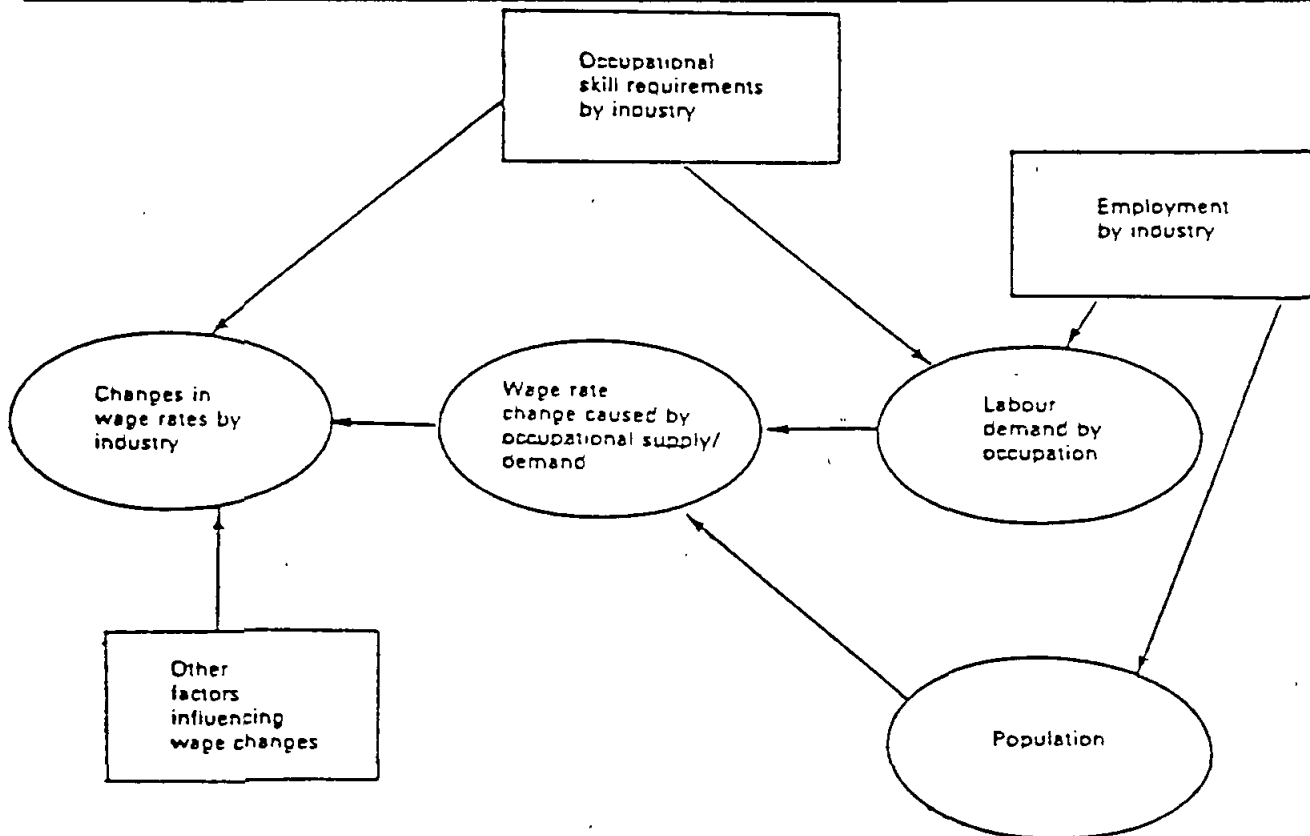 Occupational
skill requirements
by industry
Employment
by industry
Changes in
wage rates by
industry
Wage rate
change caused by
occupational supply/
demand
Labour
demand by
occupation
Other
factors
influencing
wage changes
Population